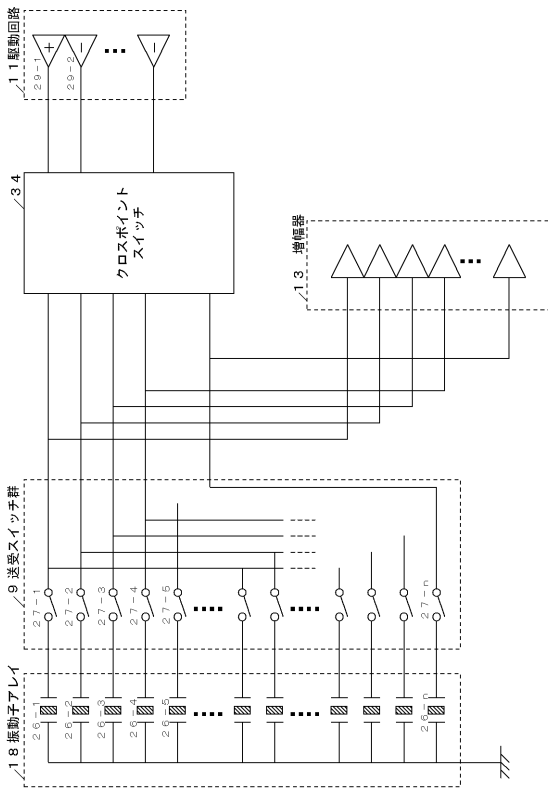 11駆動回路
29-1
29-2
+
−
−
34
クロスポイント
スイッチ
13 増幅器
9 送受スイッチ群
27-1
27-2
27-3
27-4
27-5
27-n
18 振動子アレイ
26-1
26-2
26-3
26-4
26-5
26-n